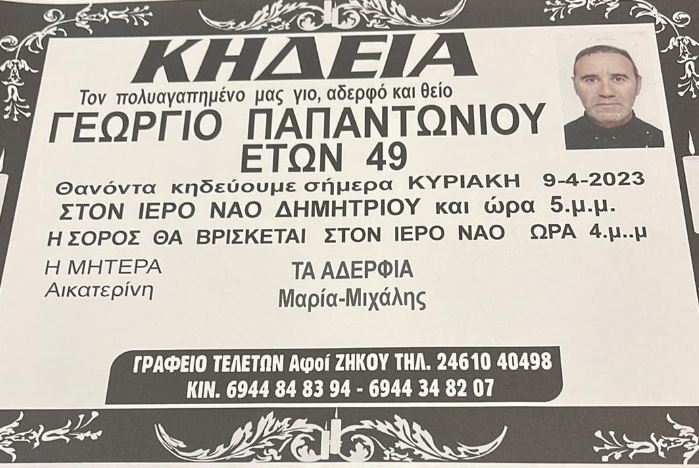 ΚΗΔΕΙΑ
Τον πολυαγαπημένο μας γιο, αδερφό και θείο
ΓΕΩΡΓΙΟ ΠΑΠΑΝΤΩΝΙΟΥ
ΕΤΩΝ 49
Θανόντα κηδεύουμε σήμερα ΚΥΡΙΑΚΗ 9-4-2023
ΣΤΟΝ ΙΕΡΟ ΝΑΟ ΔΗΜΗΤΡΙΟΥ και ώρα 5.μ.μ.
Η ΣΟΡΟΣ ΘΑ ΒΡΙΣΚΕΤΑΙ ΣΤΟΝ ΙΕΡΟ ΝΑΟ ΩΡΑ 4.μ..μ
Η ΜΗΤΕΡΑ
Αικατερίνη
ΤΑ ΑΔΕΡΦΙΑ
Μαρία-Μιχάλης
ΓΡΑΦΕΙΟ ΤΕΛΕΤΩΝ Αφοί ΖΗΚΟΥ ΤΗΛ. 24610 40498
ΚΙΝ. 6944 84 83 94 - 6944 34 82 07